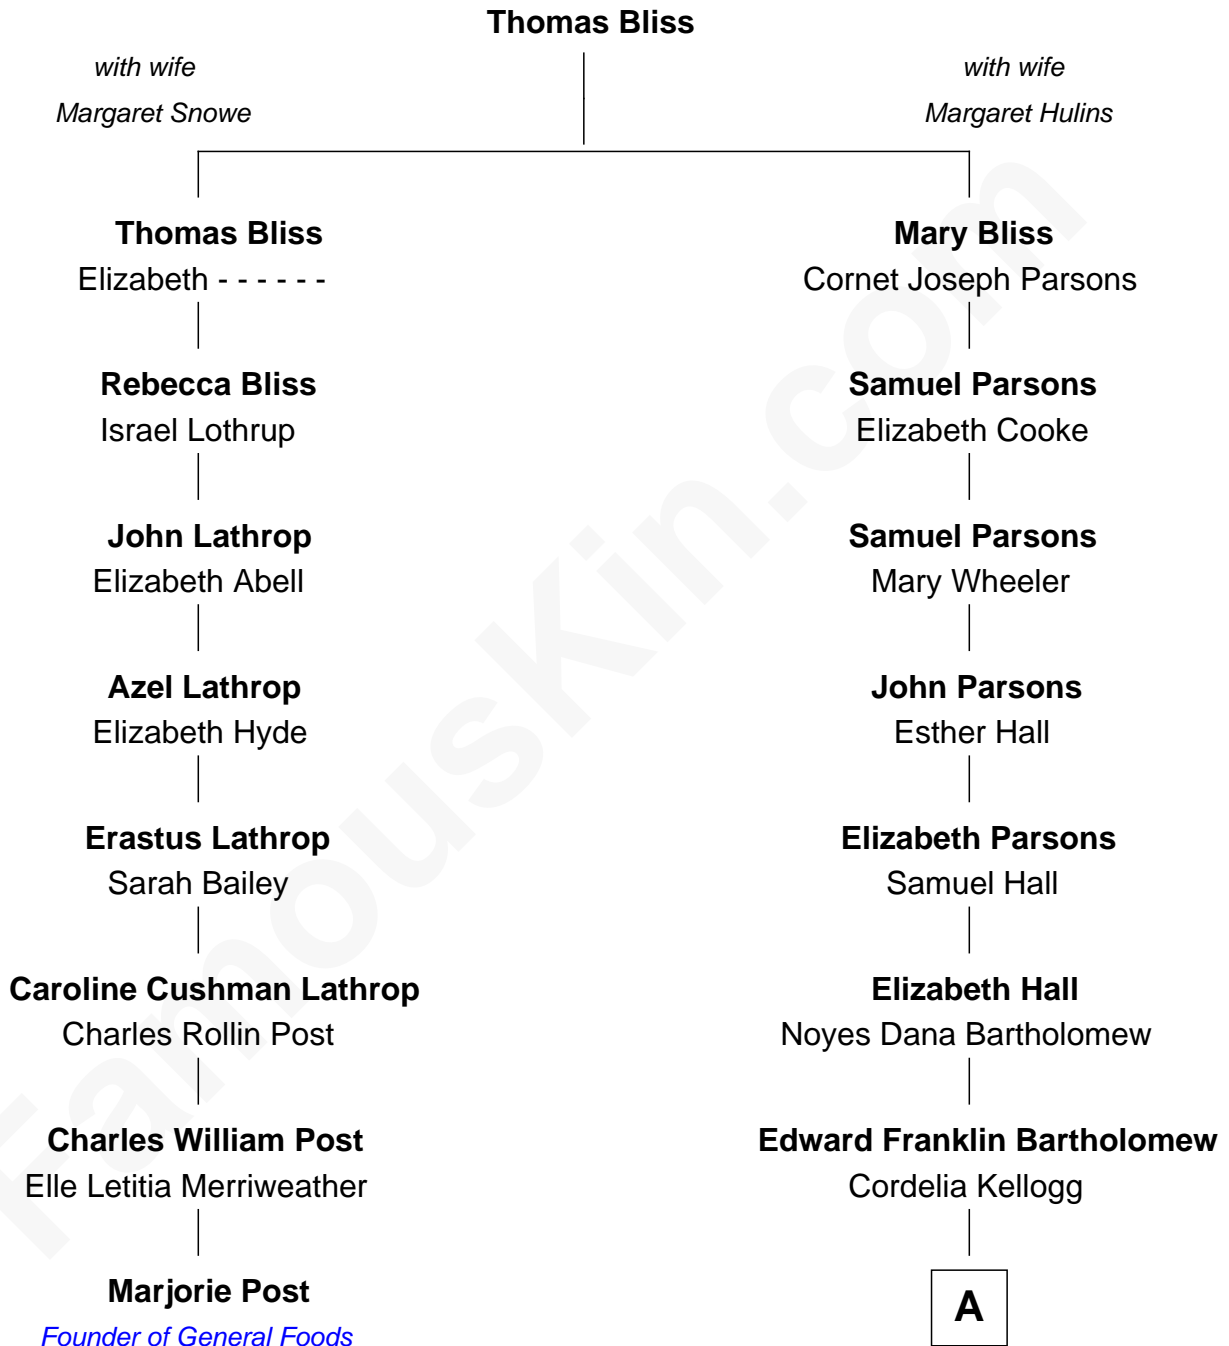 Thomas Bliss
with wife
Margaret Snowe
with wife
Margaret Hulins
Thomas Bliss
Elizabeth - - - - - -
Mary Bliss
Cornet Joseph Parsons
Rebecca Bliss
Israel Lothrup
Samuel Parsons
Elizabeth Cooke
John Lathrop
Elizabeth Abell
Samuel Parsons
Mary Wheeler
Azel Lathrop
Elizabeth Hyde
John Parsons
Esther Hall
Erastus Lathrop
Sarah Bailey
Elizabeth Parsons
Samuel Hall
Caroline Cushman Lathrop
Charles Rollin Post
Elizabeth Hall
Noyes Dana Bartholomew
Charles William Post
Elle Letitia Merriweather
Edward Franklin Bartholomew
Cordelia Kellogg
Marjorie Post
Founder of General Foods
A
FamousKin.com